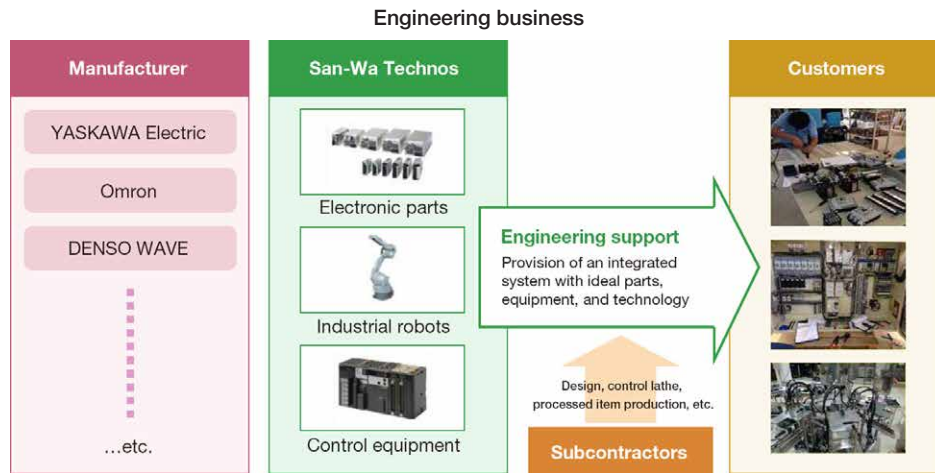 Engineering business
Manufacturer
YASKAWA Electric
Omron
DENSO WAVE
...etc.
San-Wa Technos
Electronic parts
Industrial robots
Control equipment
Engineering support
Provision of an integrated
system with ideal parts,
equipment, and technology
Design, control lathe,
processed item production, etc.
Subcontractors
Customers